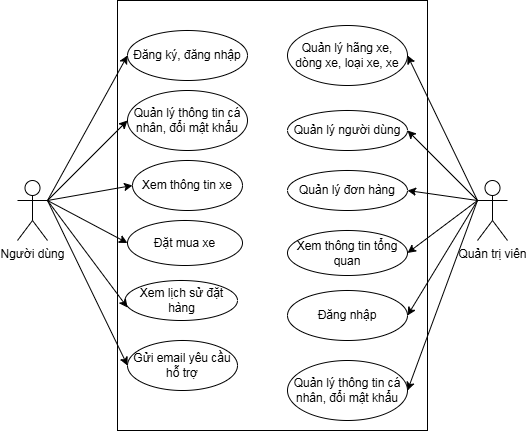 Đăng ký, đăng nhập
Quản lý thông tin cá
nhân, đổi mật khẩu
Xem thông tin xe
Đặt mua xe
Xem lịch sử đặt
hàng
Gửi email yêu cầu
hỗ trợ
Người dùng
Quản lý hãng xe,
dòng xe, loại xe, xe
Quản lý người dùng
Quản lý đơn hàng
Xem thông tin tổng
quan
Đăng nhập
Quản lý thông tin cá
nhân, đổi mật khẩu
Quản trị viên